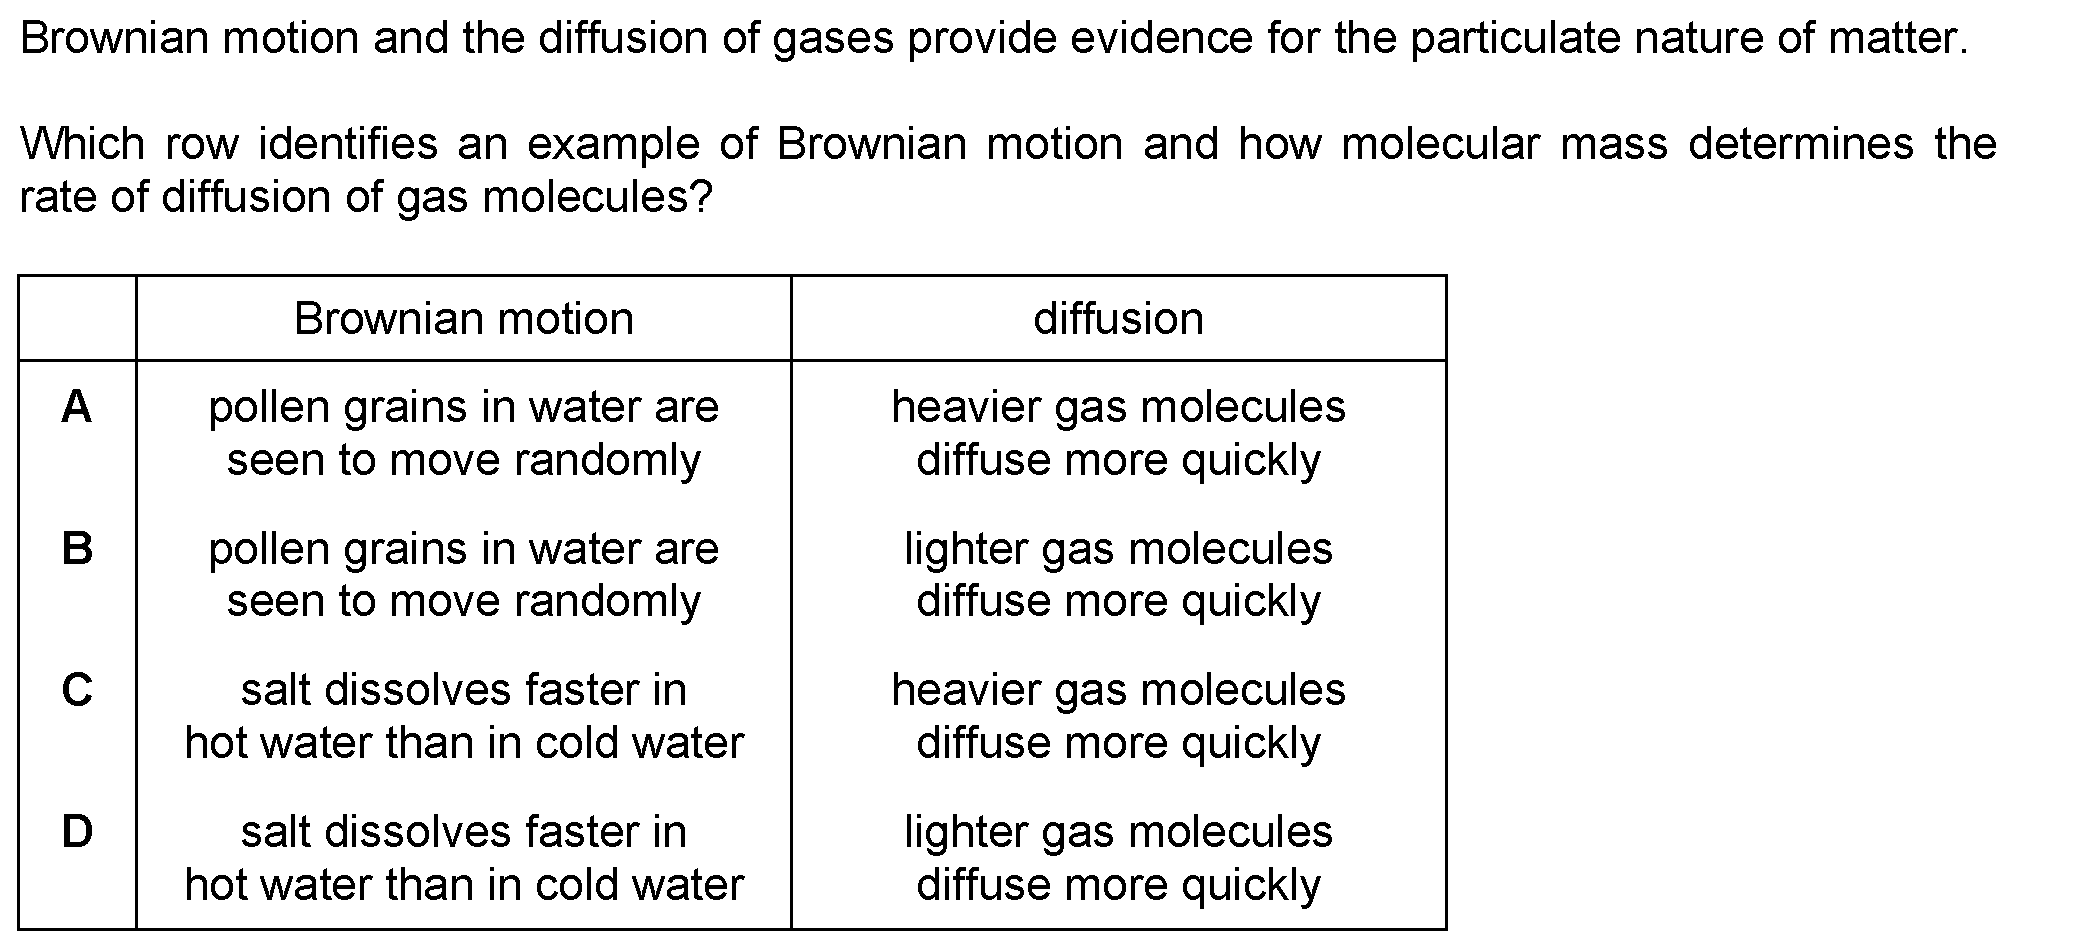 Brownian motion and the diffusion of gases provide evidence for the particulate nature of matter.
Which row identifies an example of Brownian motion and how molecular mass determines the
rate of diffusion of gas molecules?
Brownian motion diffusion
A pollen grains in water are heavier gas molecules
seen to move randomly diffuse more quickly
B pollen grains in water are lighter gas molecules
seen to move randomly diffuse more quickly
C salt dissolves faster in heavier gas molecules
hot water than in cold water diffuse more quickly
D salt dissolves faster in lighter gas molecules
hot water than in cold water diffuse more quickly